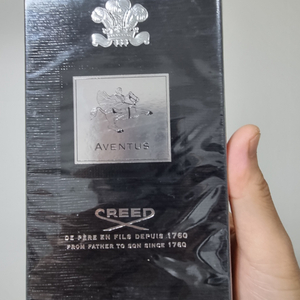 AVENTUS
CREED
DE PÈRE EN FILS DEPUIS 1760
FROM FATHER TO SON SINCE 1760